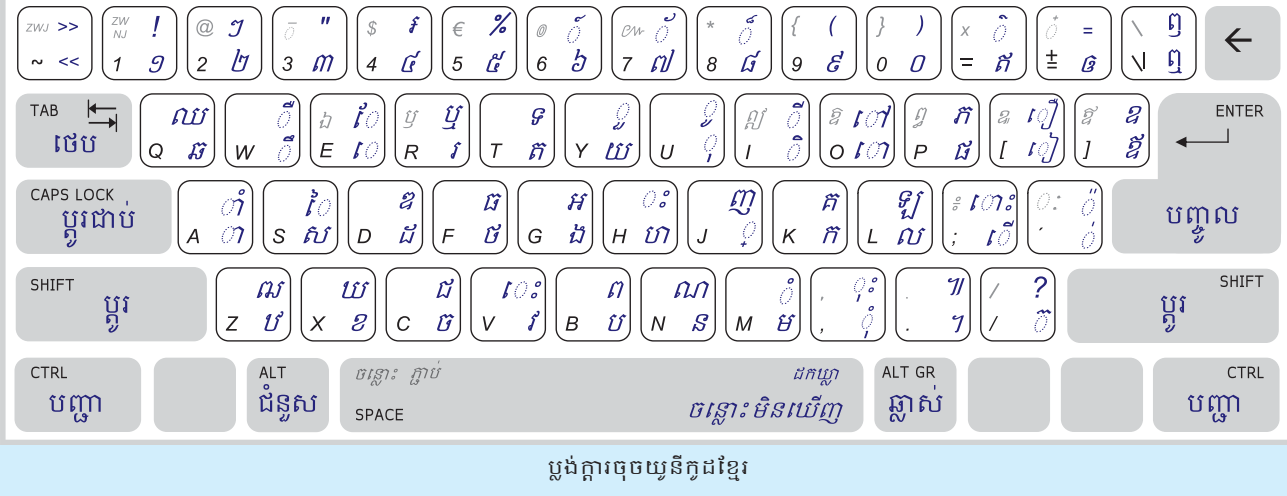 ZWJ >> ZW NJ ! @ ៗ " $ ៛ € % * { ( } ) x = \ ឭ
~ << 1 ១ 2 ២ 3 ៣ 4 ៤ 5 ៥ 6 ៦ 7 ៧ 8 ៨ 9 ៩ 0 ០ = ឥ ± ឲ \| ឮ ←
TAB ឈ ឺ ឯ ែ ឫ ឬ ទ ួ ូ ី ឱ ៅ ភ ឿ ឳ ឧ ENTER
ថេប Q ឆ W ឹ E េ R រ T ត Y យ U ុ I ិ O ោ P ផ [ ៀ ] ឪ
CAPS LOCK ាំ ៃ ឌ ធ អ ះ ញ គ ឡ ោះ ៉
ប្តូរជាប់ A ា S ស D ដ F ថ G ង H ហ J ្ K ក L ល ; ើ ´ ់ បញ្ចូល
SHIFT ឍ ឃ ជ េះ ព ណ ំ , ុះ . ៕ / ? SHIFT
ប្តូរ Z ឋ X ខ C ច V វ B ប N ន M ម , ុំ . ។ / ៊ ប្តូរ
CTRL ALT ចន្លោះ ភ្ជាប់ ដកឃ្លា ALT GR CTRL
បញ្ជា ជំនួស SPACE ចន្លោះមិនឃើញ ឆ្លាស់ បញ្ជា
ប្លង់ក្តារចុចយូនីកូដខ្មែរ